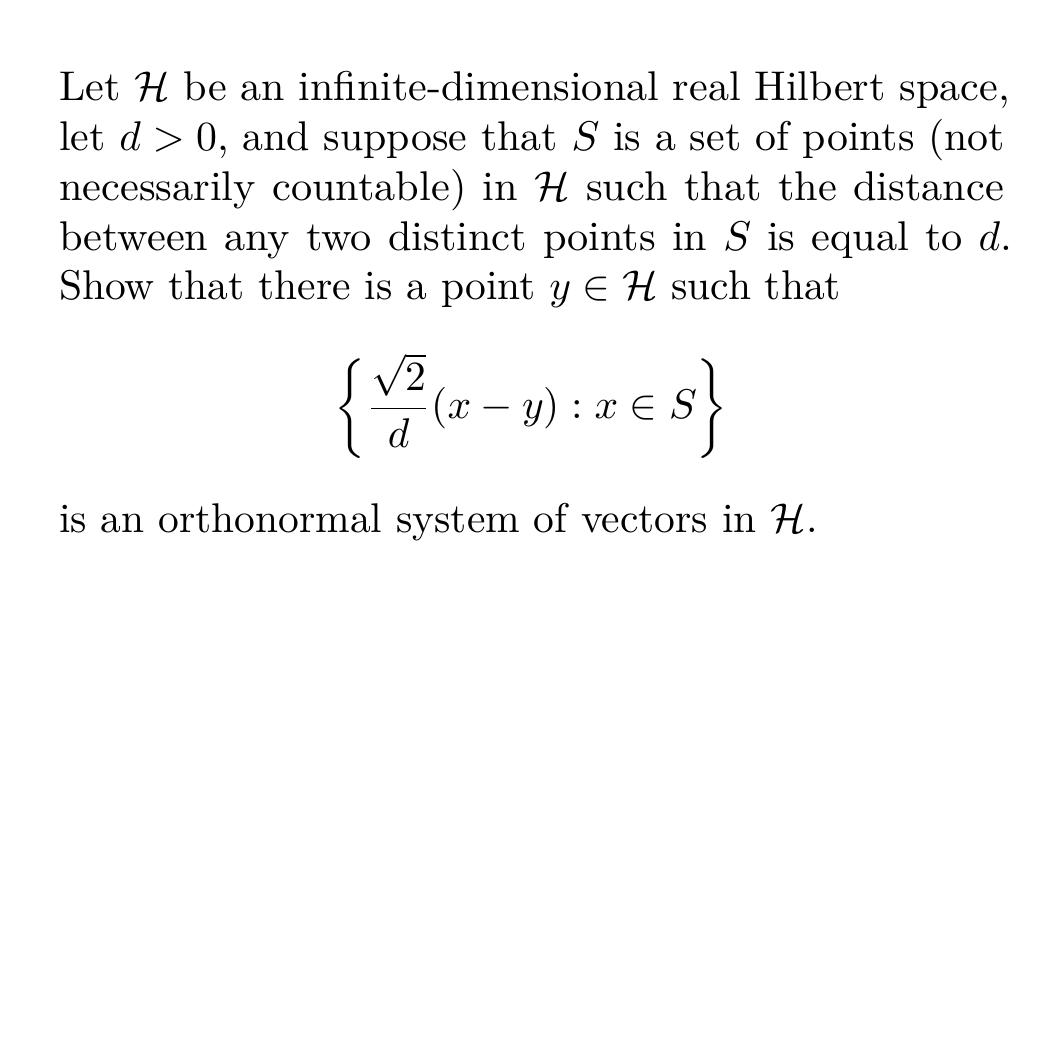 Let $\mathcal{H}$ be an infinite-dimensional real Hilbert space,
let $d > 0$, and suppose that $S$ is a set of points (not
necessarily countable) in $\mathcal{H}$ such that the distance
between any two distinct points in $S$ is equal to $d$.
Show that there is a point $y \in \mathcal{H}$ such that
$$\left\{ \frac{\sqrt{2}}{d}(x - y) : x \in S \right\}$$
is an orthonormal system of vectors in $\mathcal{H}$.